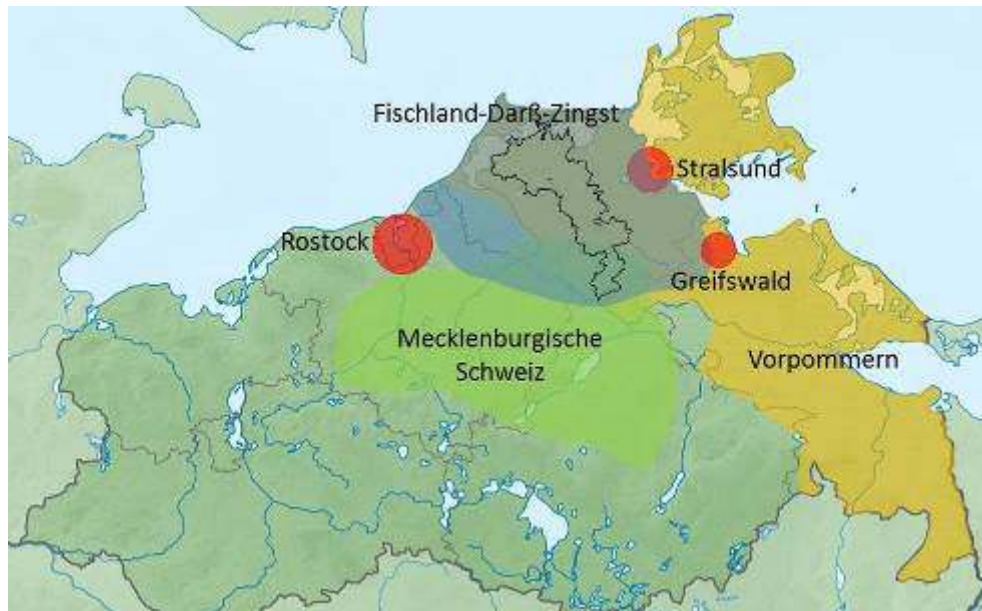 Fischland-Darß-Zingst
Stralsund
Rostock
Greifswald
Mecklenburgische
Schweiz
Vorpommern